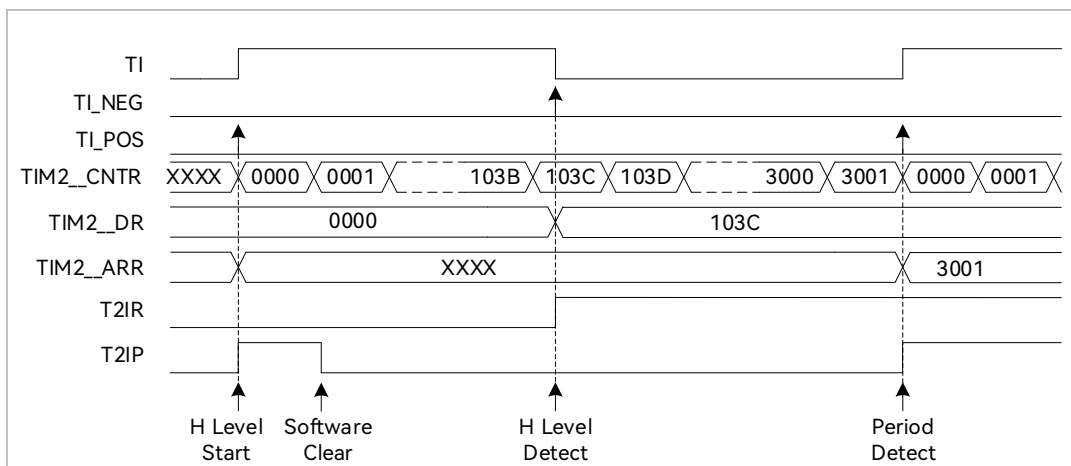 TI
TI_NEG
TI_POS
TIM2__CNTR XXXX 0000 0001 103B 103C 103D 3000 3001 0000 0001
TIM2__DR 0000 103C
TIM2__ARR XXXX 3001
T2IR
T2IP
H Level Software H Level Period
Start Clear Detect Detect